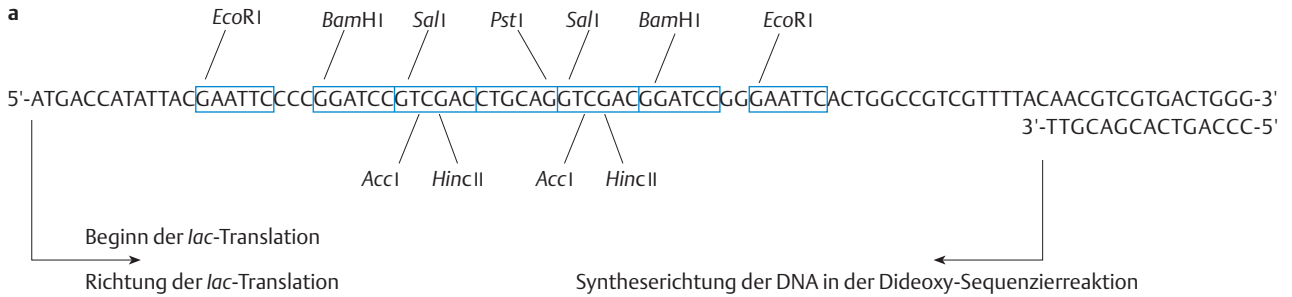 a
EcoRI BamHI SalI PstI SalI BamHI EcoRI
5'-ATGACCATATTACGAATTCCCCGGATCCGTCGACCTGCAGGTCGACGGATCCGGGAATTCACTGGCCGTCGTTTTACAACGTCGTGACTGGG-3'
3'-TTGCAGCACTGACCC-5'
AccI HincII AccI HincII
Beginn der lac-Translation
Richtung der lac-Translation Syntheserichtung der DNA in der Dideoxy-Sequenzierreaktion